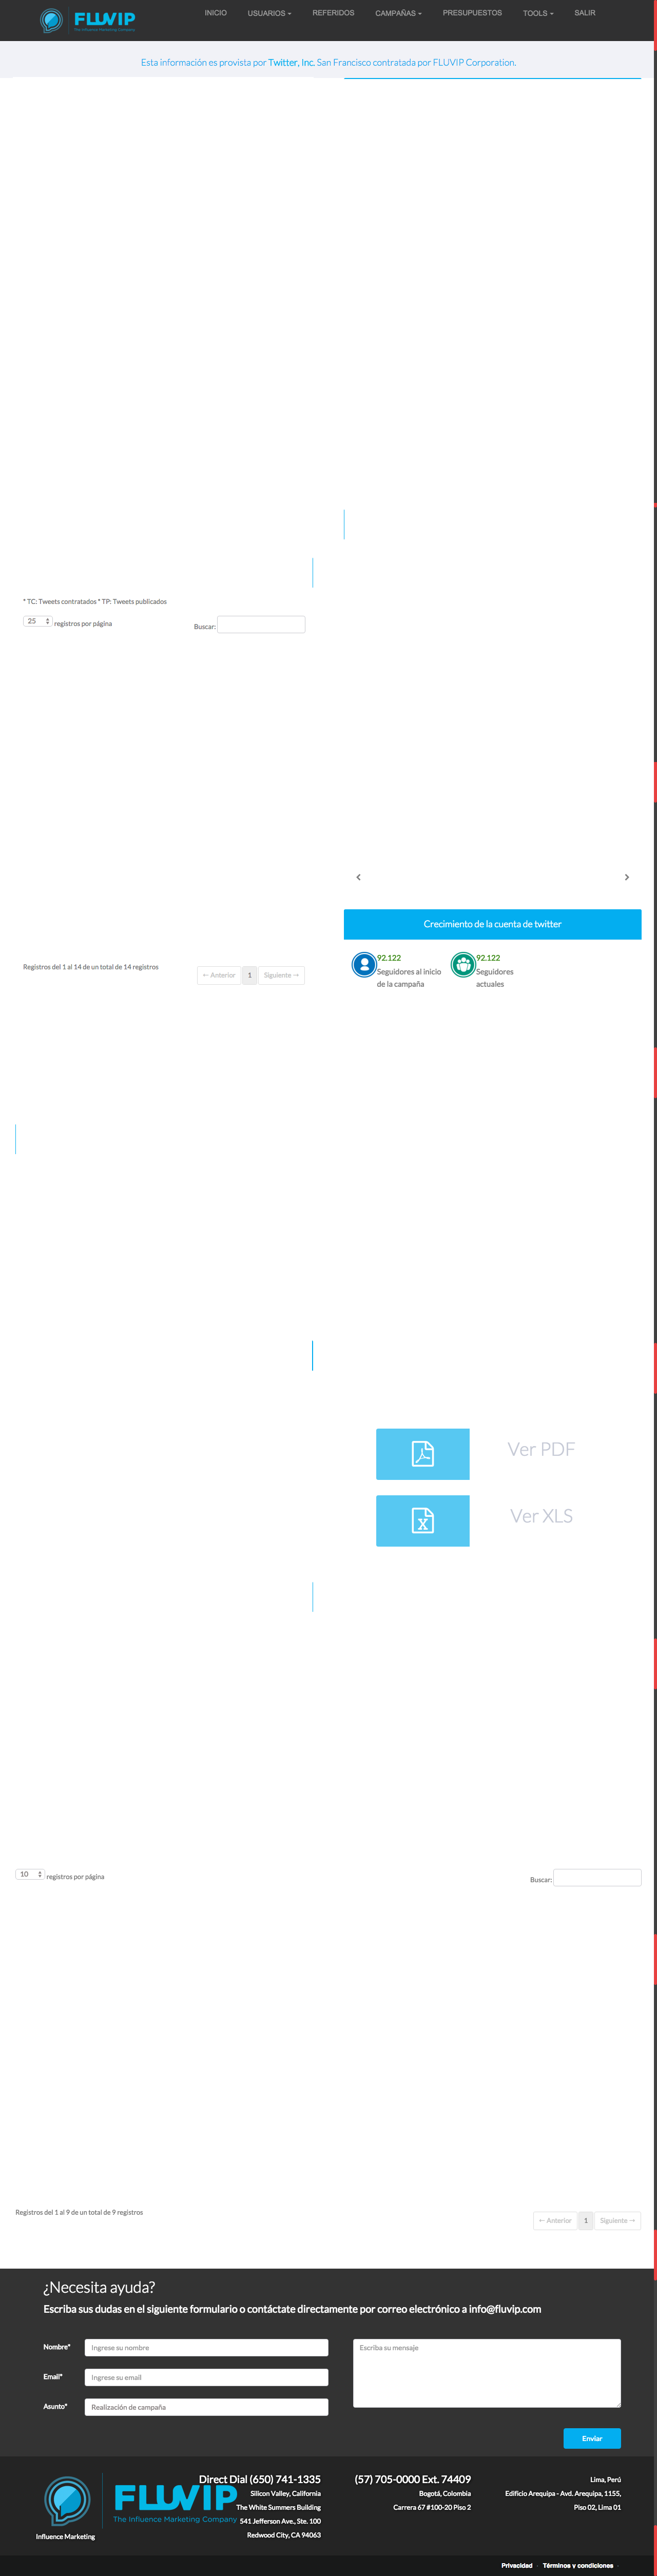 FLUVIP
The Influence Marketing Company
INICIO USUARIOS REFERIDOS CAMPAÑAS PRESUPUESTOS TOOLS SALIR
Esta información es provista por Twitter, Inc. San Francisco contratada por FLUVIP Corporation.
* TC: Tweets contratados * TP: Tweets publicados
25 registros por página
Buscar:
Crecimiento de la cuenta de twitter
92.122
Seguidores al inicio
de la campaña
92.122
Seguidores
actuales
Registros del 1 al 14 de un total de 14 registros
← Anterior 1 Siguiente →
Ver PDF
Ver XLS
10 registros por página
Buscar:
Registros del 1 al 9 de un total de 9 registros
← Anterior 1 Siguiente →
¿Necesita ayuda?
Escriba sus dudas en el siguiente formulario o contáctate directamente por correo electrónico a info@fluvip.com
Nombre* Ingrese su nombre
Email* Ingrese su email
Asunto* Realización de campaña
Escriba su mensaje
Enviar
FLUVIP
The Influence Marketing Company
Influence Marketing
Direct Dial (650) 741-1335
Silicon Valley, California
The White Summers Building
541 Jefferson Ave., Ste. 100
Redwood City, CA 94063
(57) 705-0000 Ext. 74409
Bogotá, Colombia
Carrera 67 #100-20 Piso 2
Lima, Perú
Edificio Arequipa - Avd. Arequipa, 1155,
Piso 02, Lima 01
Privacidad - Términos y condiciones -